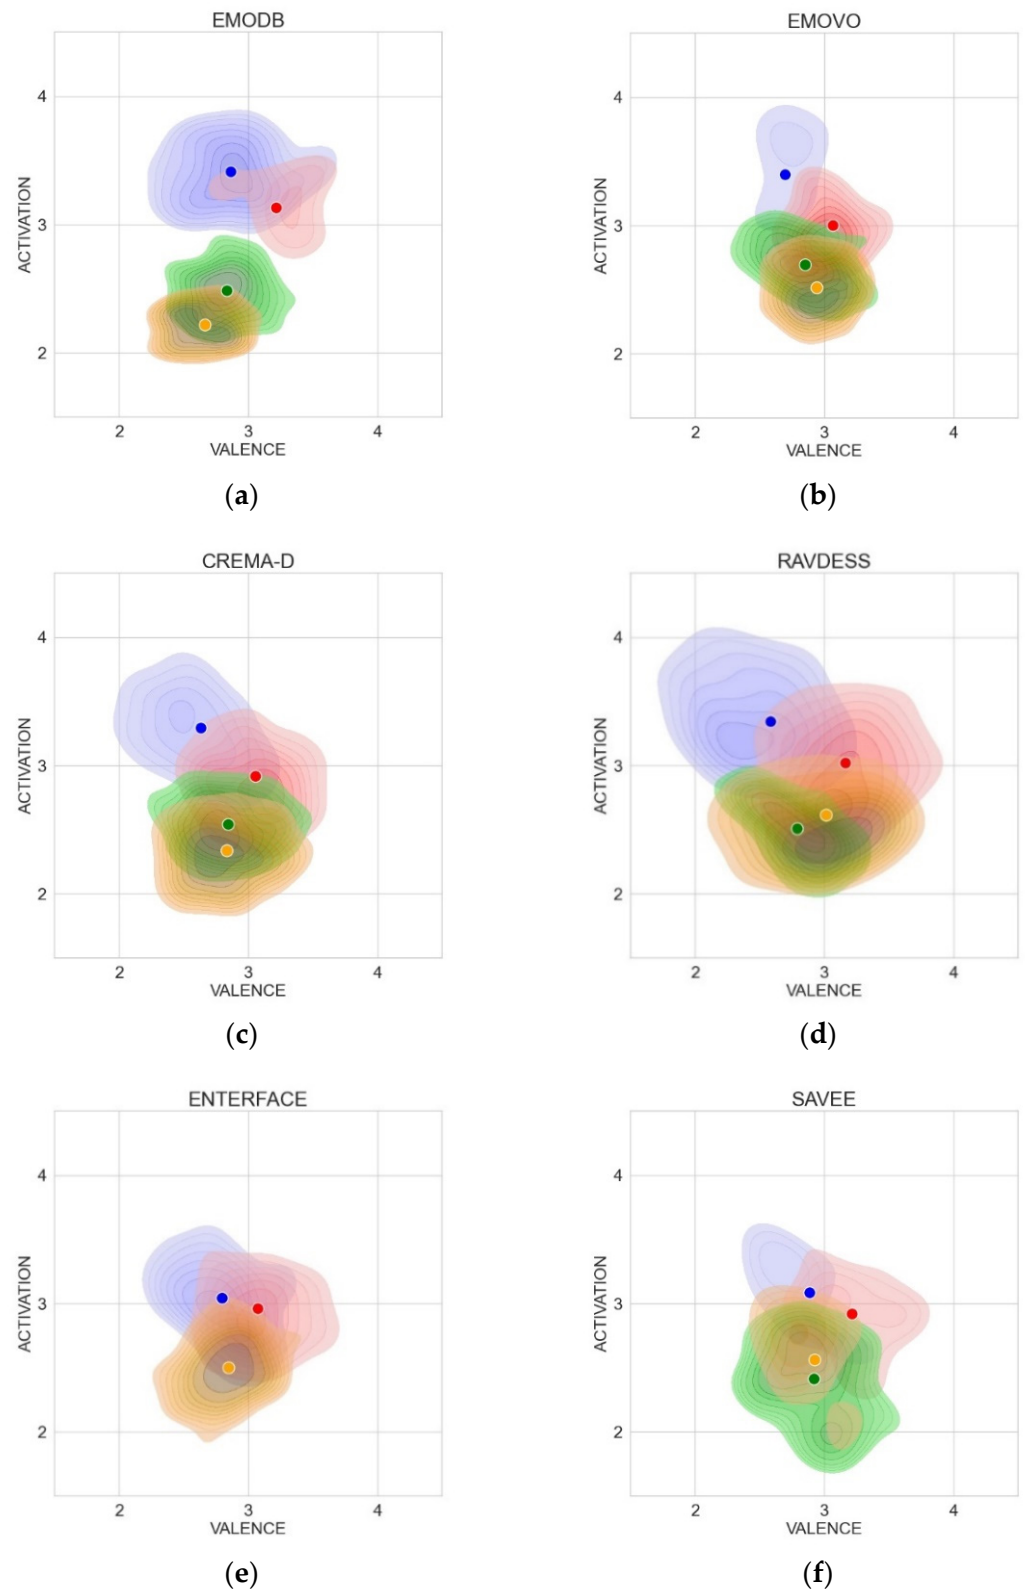 EMODB
4
3
2
ACTIVATION
2 3 4
VALENCE
(a)
EMOVO
4
3
2
ACTIVATION
2 3 4
VALENCE
(b)
CREMA-D
4
3
2
ACTIVATION
2 3 4
VALENCE
(c)
RAVDESS
4
3
2
ACTIVATION
2 3 4
VALENCE
(d)
ENTERFACE
4
3
2
ACTIVATION
2 3 4
VALENCE
(e)
SAVEE
4
3
2
ACTIVATION
2 3 4
VALENCE
(f)